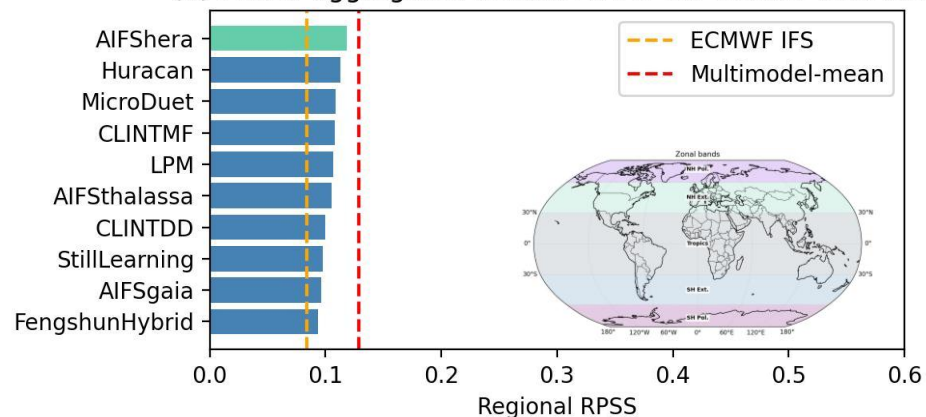 AIFShera
Huracan
MicroDuet
CLINTMF
LPM
AIFSthalassa
CLINTDD
StillLearning
AIFSgaia
FengshunHybrid
ECMWF IFS
Multimodel-mean
Zonal bands
NH Pol.
NH Ext.
30°N 30°N
0° Tropics 0°
30°S 30°S
SH Ext.
SH Pol.
180° 120°W 60°W 0° 60°E 120°E 180°
0.0 0.1 0.2 0.3 0.4 0.5 0.6
Regional RPSS